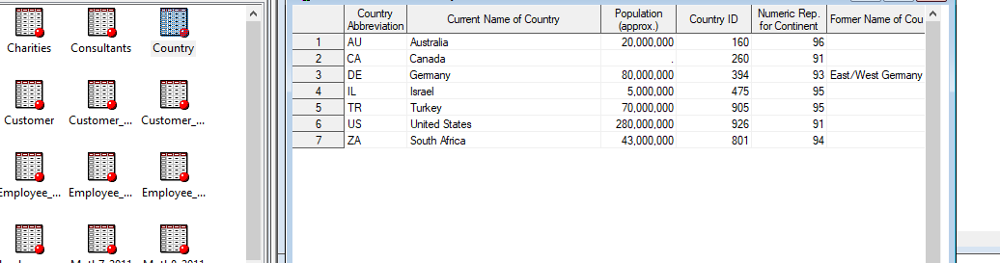 Charities Consultants Country
Customer Customer_... Customer_...
Employee_... Employee_... Employee_...
Country Abbreviation Current Name of Country Population (approx.) Country ID Numeric Rep. for Continent Former Name of Cou
1 AU Australia 20,000,000 160 96
2 CA Canada . 260 91
3 DE Germany 80,000,000 394 93 East/West Germany
4 IL Israel 5,000,000 475 95
5 TR Turkey 70,000,000 905 95
6 US United States 280,000,000 926 91
7 ZA South Africa 43,000,000 801 94